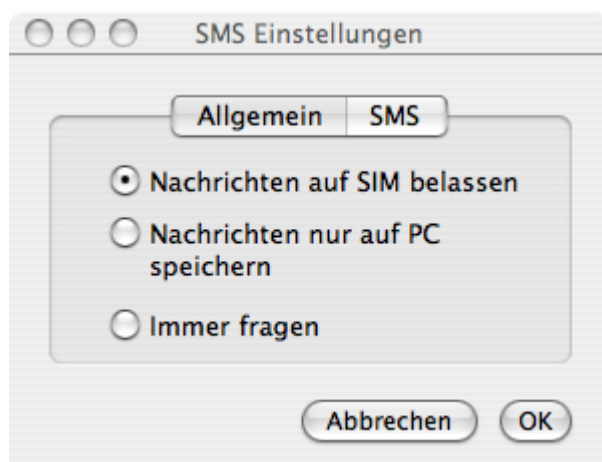 SMS Einstellungen
Allgemein SMS
Nachrichten auf SIM belassen
Nachrichten nur auf PC
speichern
Immer fragen
Abbrechen OK